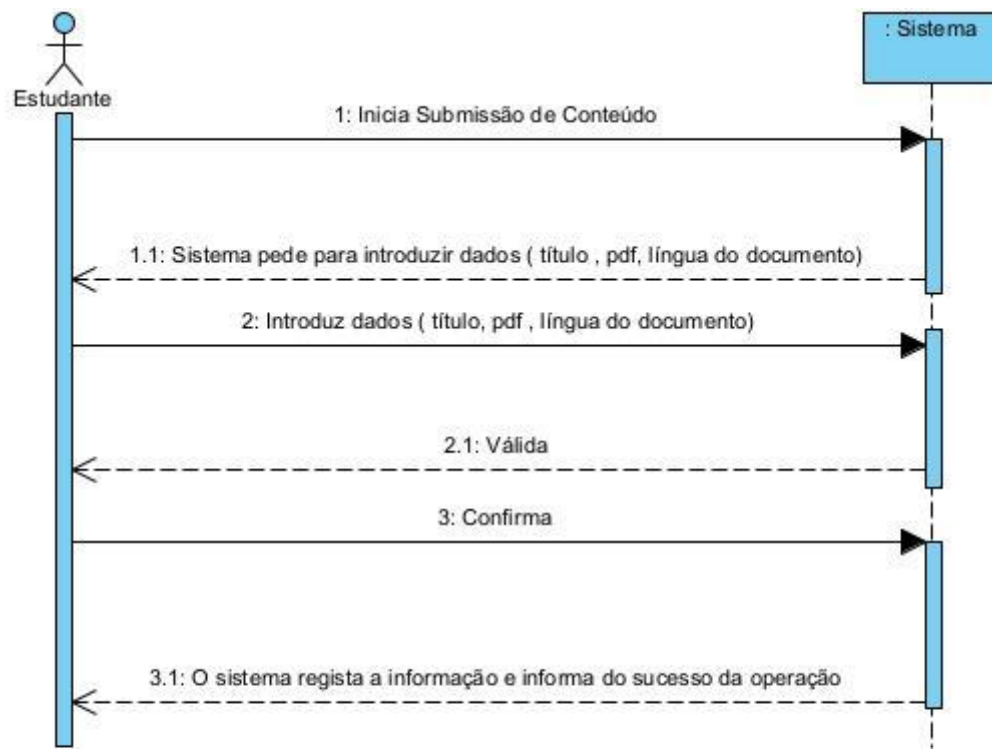 : Sistema
Estudante
1: Inicia Submissão de Conteúdo
1.1: Sistema pede para introduzir dados ( título , pdf, língua do documento)
2: Introduz dados ( título, pdf , língua do documento)
2.1: Válida
3: Confirma
3.1: O sistema regista a informação e informa do sucesso da operação